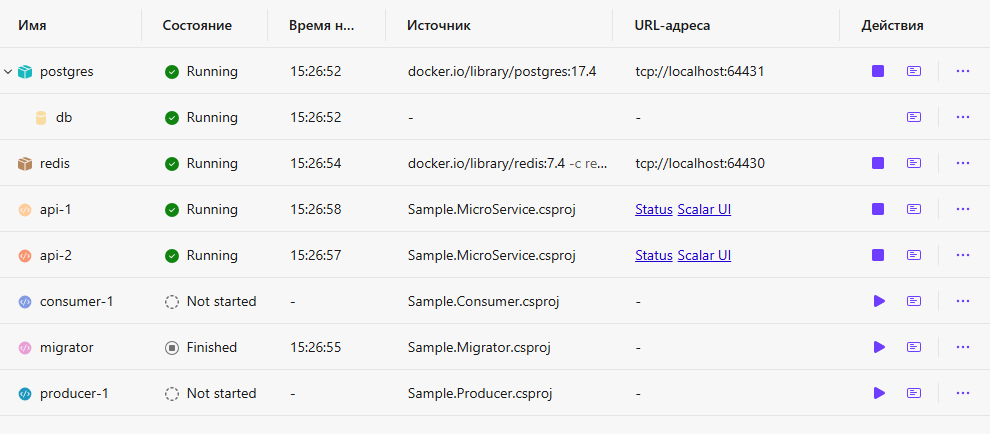 Имя Состояние Время н... Источник URL-адреса Действия
postgres Running 15:26:52 docker.io/library/postgres:17.4 tcp://localhost:64431
db Running 15:26:52 - -
redis Running 15:26:54 docker.io/library/redis:7.4 -c re... tcp://localhost:64430
api-1 Running 15:26:58 Sample.MicroService.csproj Status Scalar UI
api-2 Running 15:26:57 Sample.MicroService.csproj Status Scalar UI
consumer-1 Not started - Sample.Consumer.csproj -
migrator Finished 15:26:55 Sample.Migrator.csproj -
producer-1 Not started - Sample.Producer.csproj -